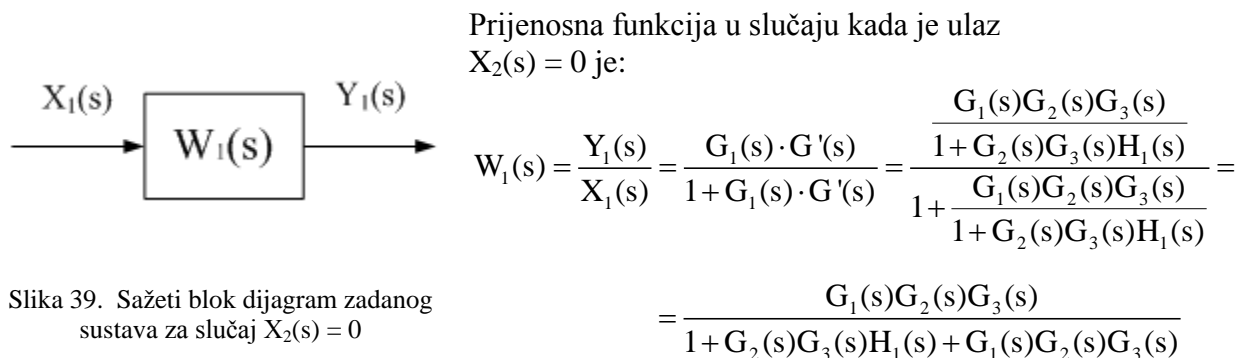 Prijenosna funkcija u slučaju kada je ulaz
X₂(s) = 0 je:
X₁(s)
W₁(s)
Y₁(s)
W₁(s) = Y₁(s) / X₁(s) = G₁(s)·G'(s) / (1+G₁(s)·G'(s)) = (G₁(s)G₂(s)G₃(s) / (1+G₂(s)G₃(s)H₁(s))) / (1+ G₁(s)G₂(s)G₃(s) / (1+G₂(s)G₃(s)H₁(s))) =
= G₁(s)G₂(s)G₃(s) / (1+G₂(s)G₃(s)H₁(s)+G₁(s)G₂(s)G₃(s))
Slika 39. Sažeti blok dijagram zadanog
sustava za slučaj X₂(s) = 0